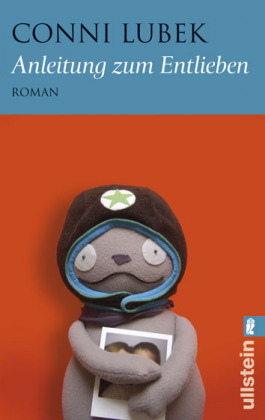 CONNI LUBEK
Anleitung zum Entlieben
ROMAN
ullstein